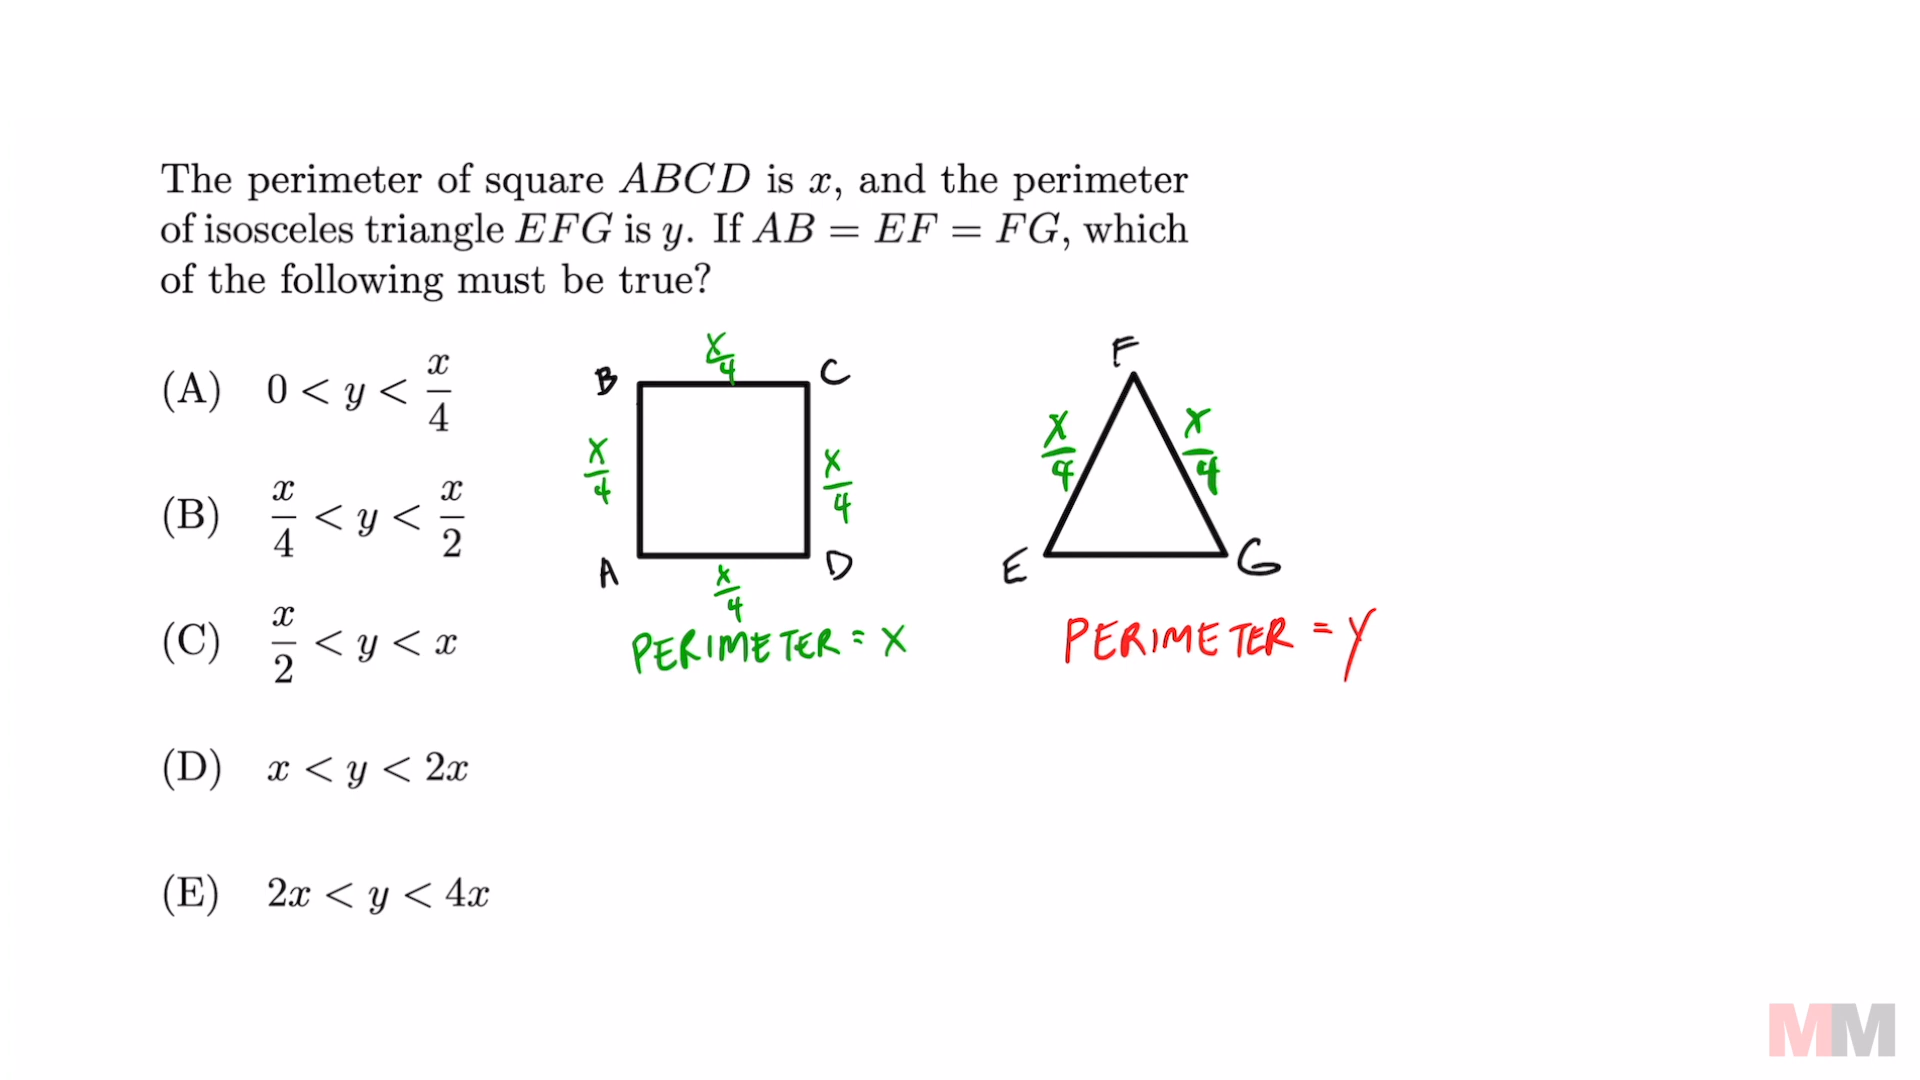 The perimeter of square ABCD is x, and the perimeter
of isosceles triangle EFG is y. If AB = EF = FG, which
of the following must be true?
(A) 0 < y < x/4
(B) x/4 < y < x/2
(C) x/2 < y < x
(D) x < y < 2x
(E) 2x < y < 4x
x/4
B C
x/4 x/4
A D
x/4
PERIMETER = X
F
x/4 x/4
E G
PERIMETER = Y
MM